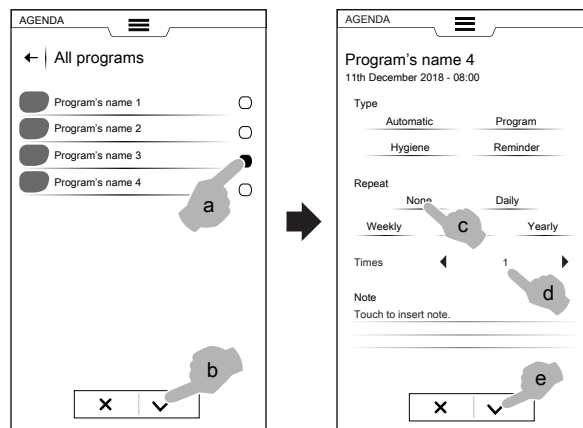 AGENDA
All programs
Program's name 1
Program's name 2
Program's name 3
Program's name 4
a
b
AGENDA
Program's name 4
11th December 2018 - 08:00
Type
Automatic Program
Hygiene Reminder
Repeat
None Daily
c
Weekly Yearly
Times 1
d
Note
Touch to insert note.
e